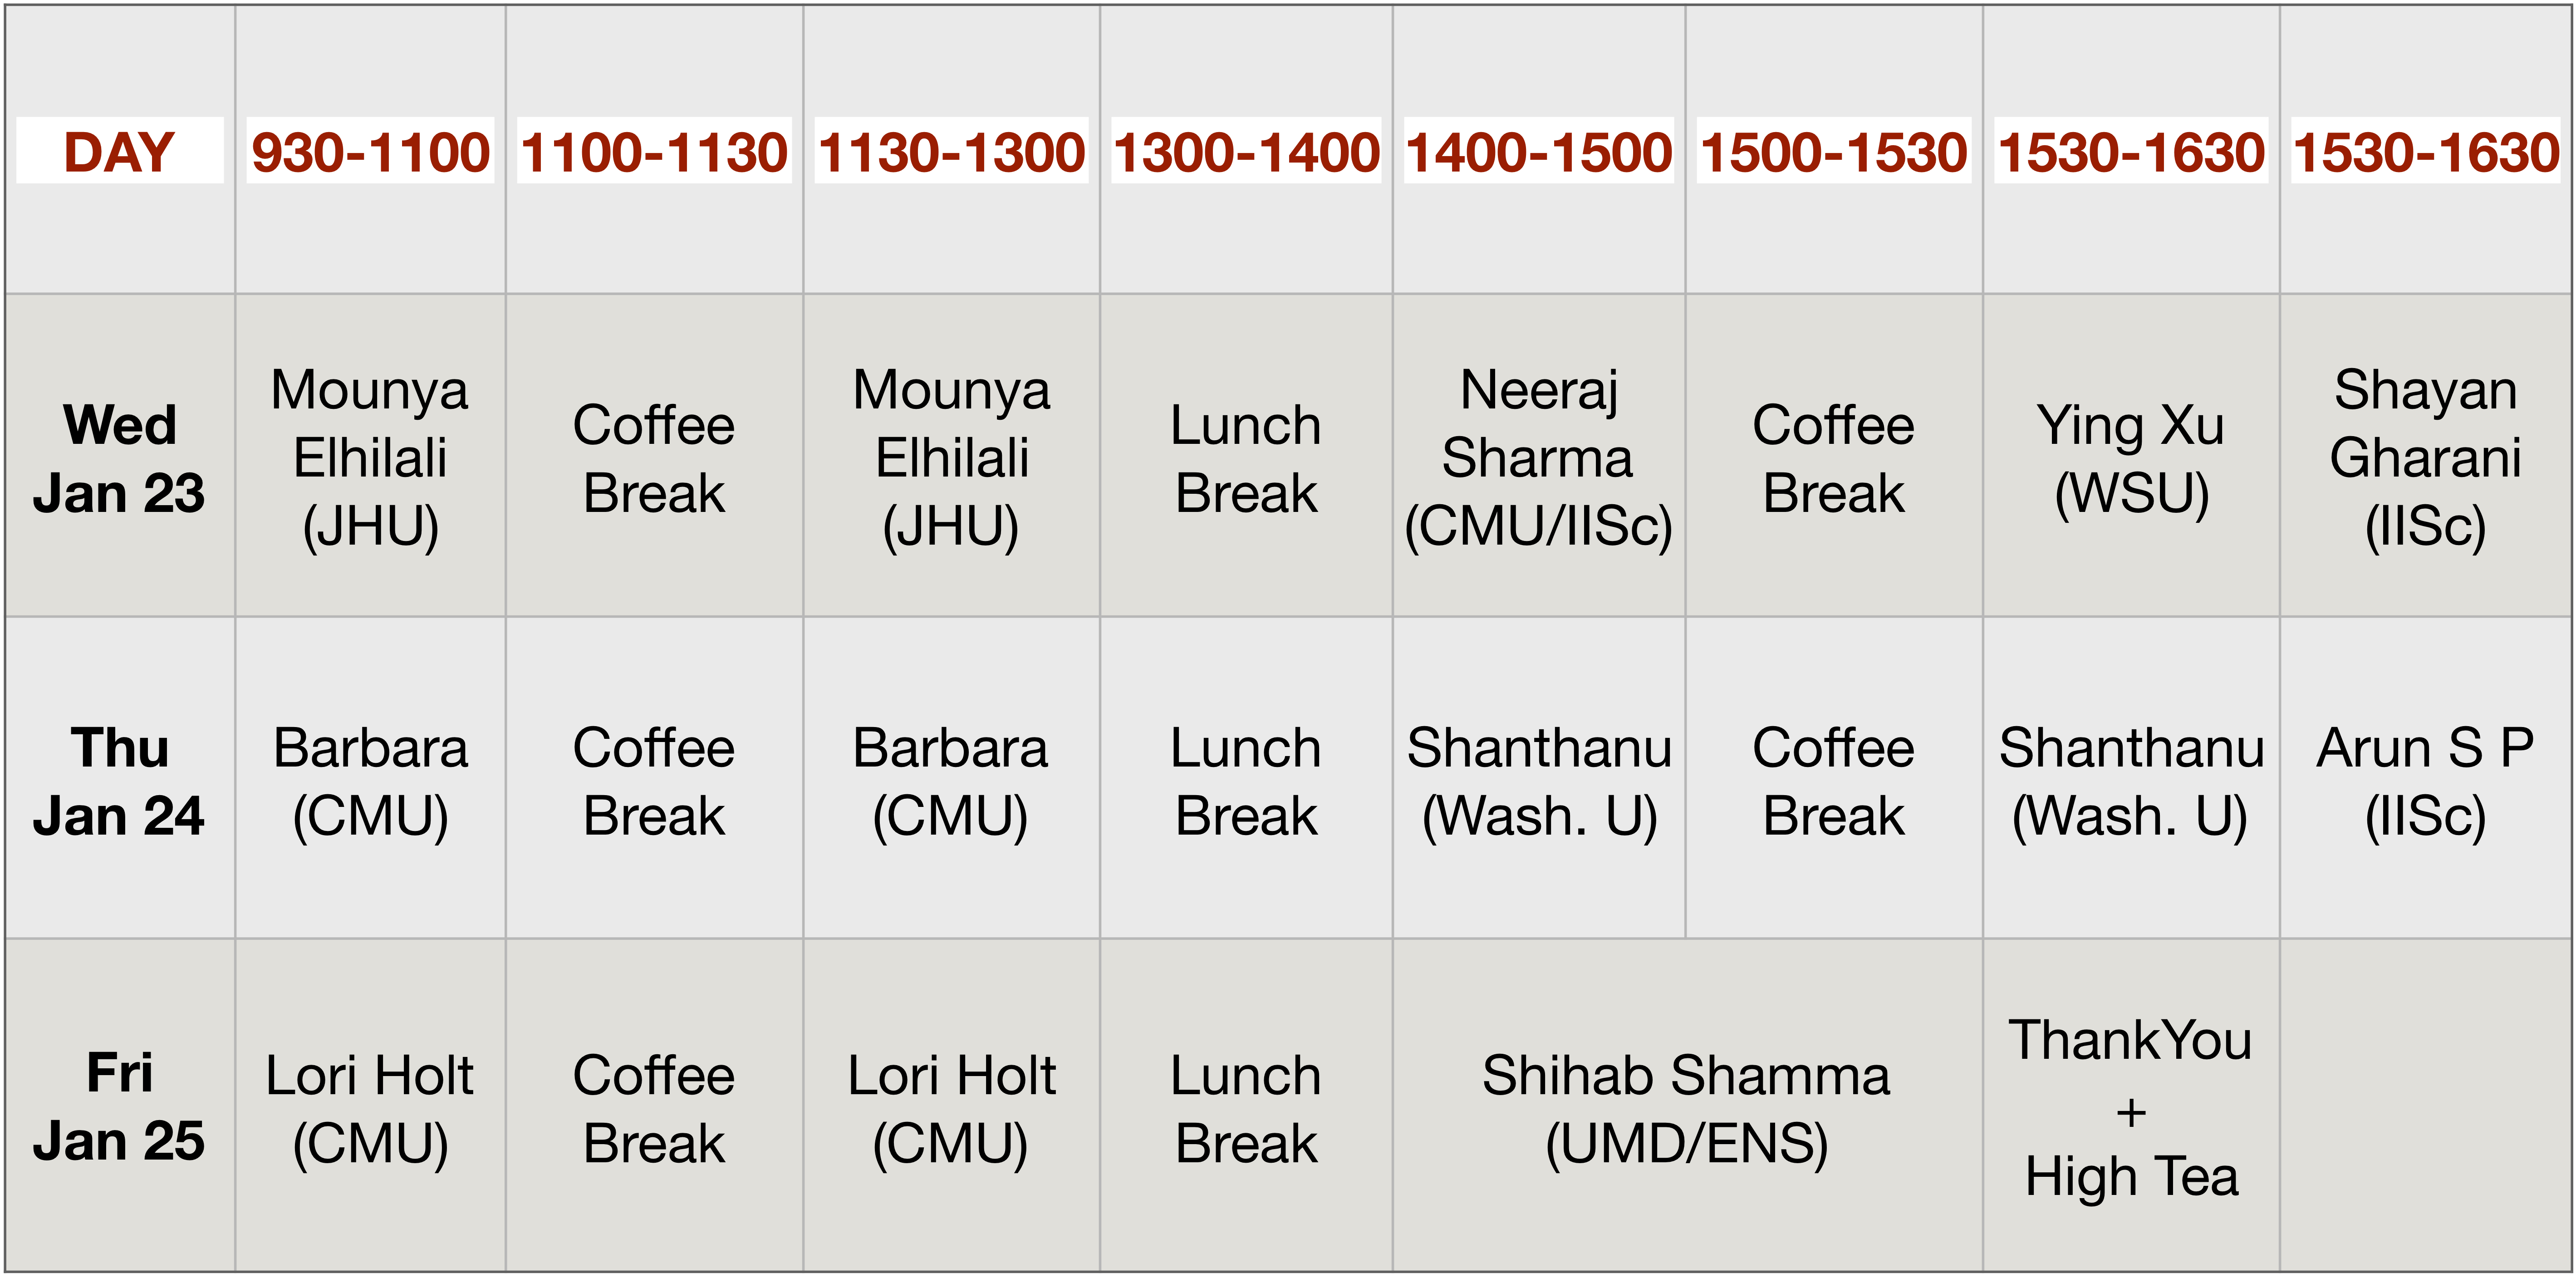 DAY 930-1100 1100-1130 1130-1300 1300-1400 1400-1500 1500-1530 1530-1630 1530-1630
Wed
Jan 23
Mounya
Elhilali
(JHU)
Coffee
Break
Mounya
Elhilali
(JHU)
Lunch
Break
Neeraj
Sharma
(CMU/IISc)
Coffee
Break
Ying Xu
(WSU)
Shayan
Gharani
(IISc)
Thu
Jan 24
Barbara
(CMU)
Coffee
Break
Barbara
(CMU)
Lunch
Break
Shanthanu
(Wash. U)
Coffee
Break
Shanthanu
(Wash. U)
Arun S P
(IISc)
Fri
Jan 25
Lori Holt
(CMU)
Coffee
Break
Lori Holt
(CMU)
Lunch
Break
Shihab Shamma
(UMD/ENS)
ThankYou
+
High Tea